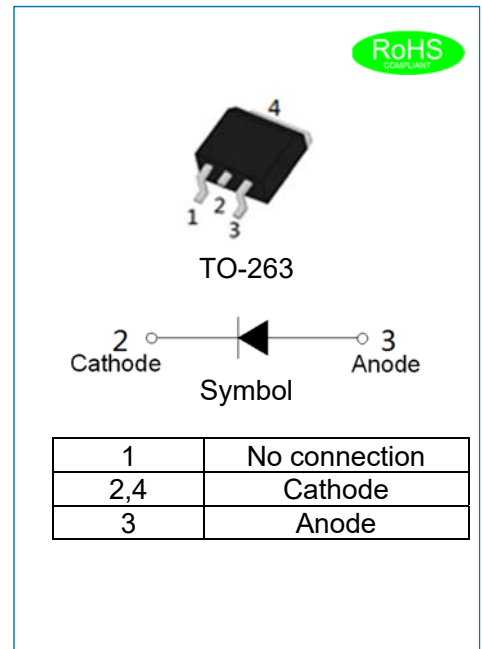 RoHS
COMPLIANT
4
1 2 3
TO-263
2 3
Cathode Anode
Symbol
1 No connection
2,4 Cathode
3 Anode